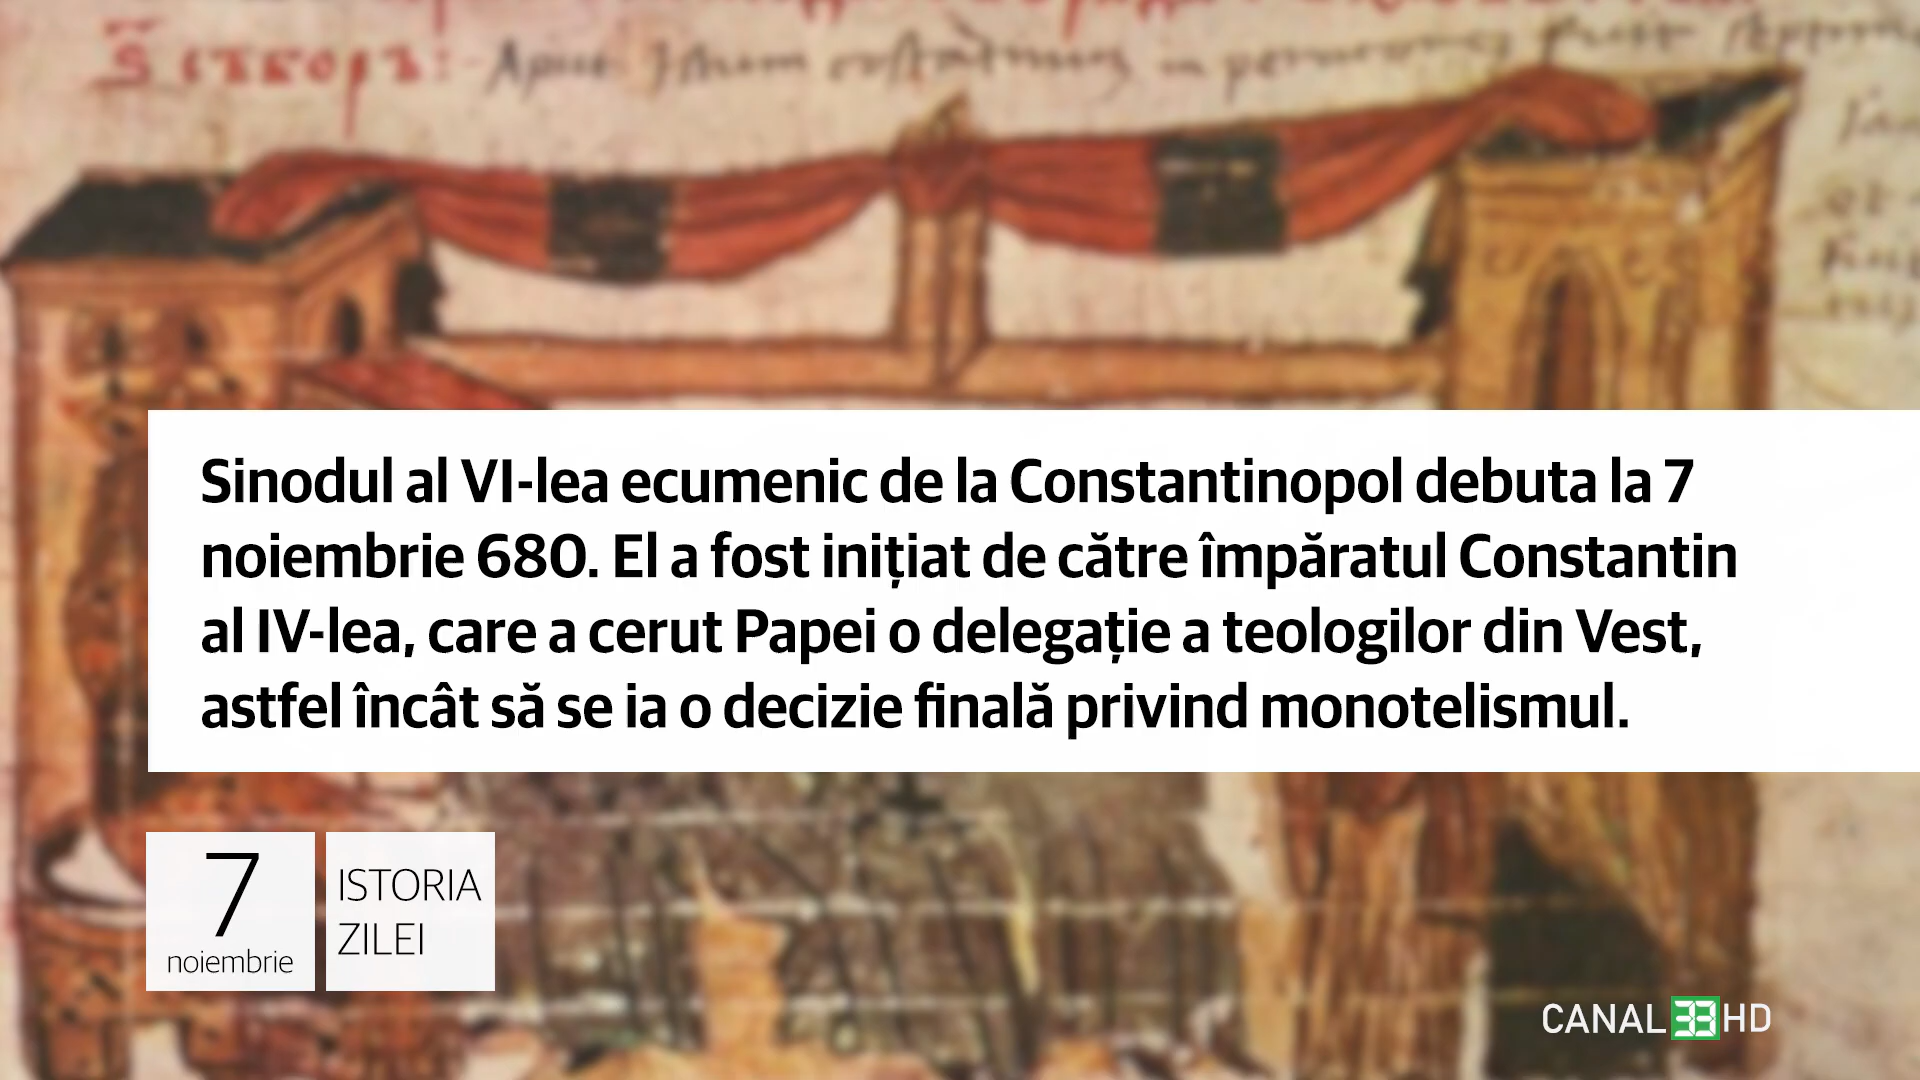 съборъ:
Sinodul al VI-lea ecumenic de la Constantinopol debuta la 7
noiembrie 680. El a fost inițiat de către împăratul Constantin
al IV-lea, care a cerut Papei o delegație a teologilor din Vest,
astfel încât să se ia o decizie finală privind monotelismul.
7
noiembrie
ISTORIA
ZILEI
CANAL 33 HD